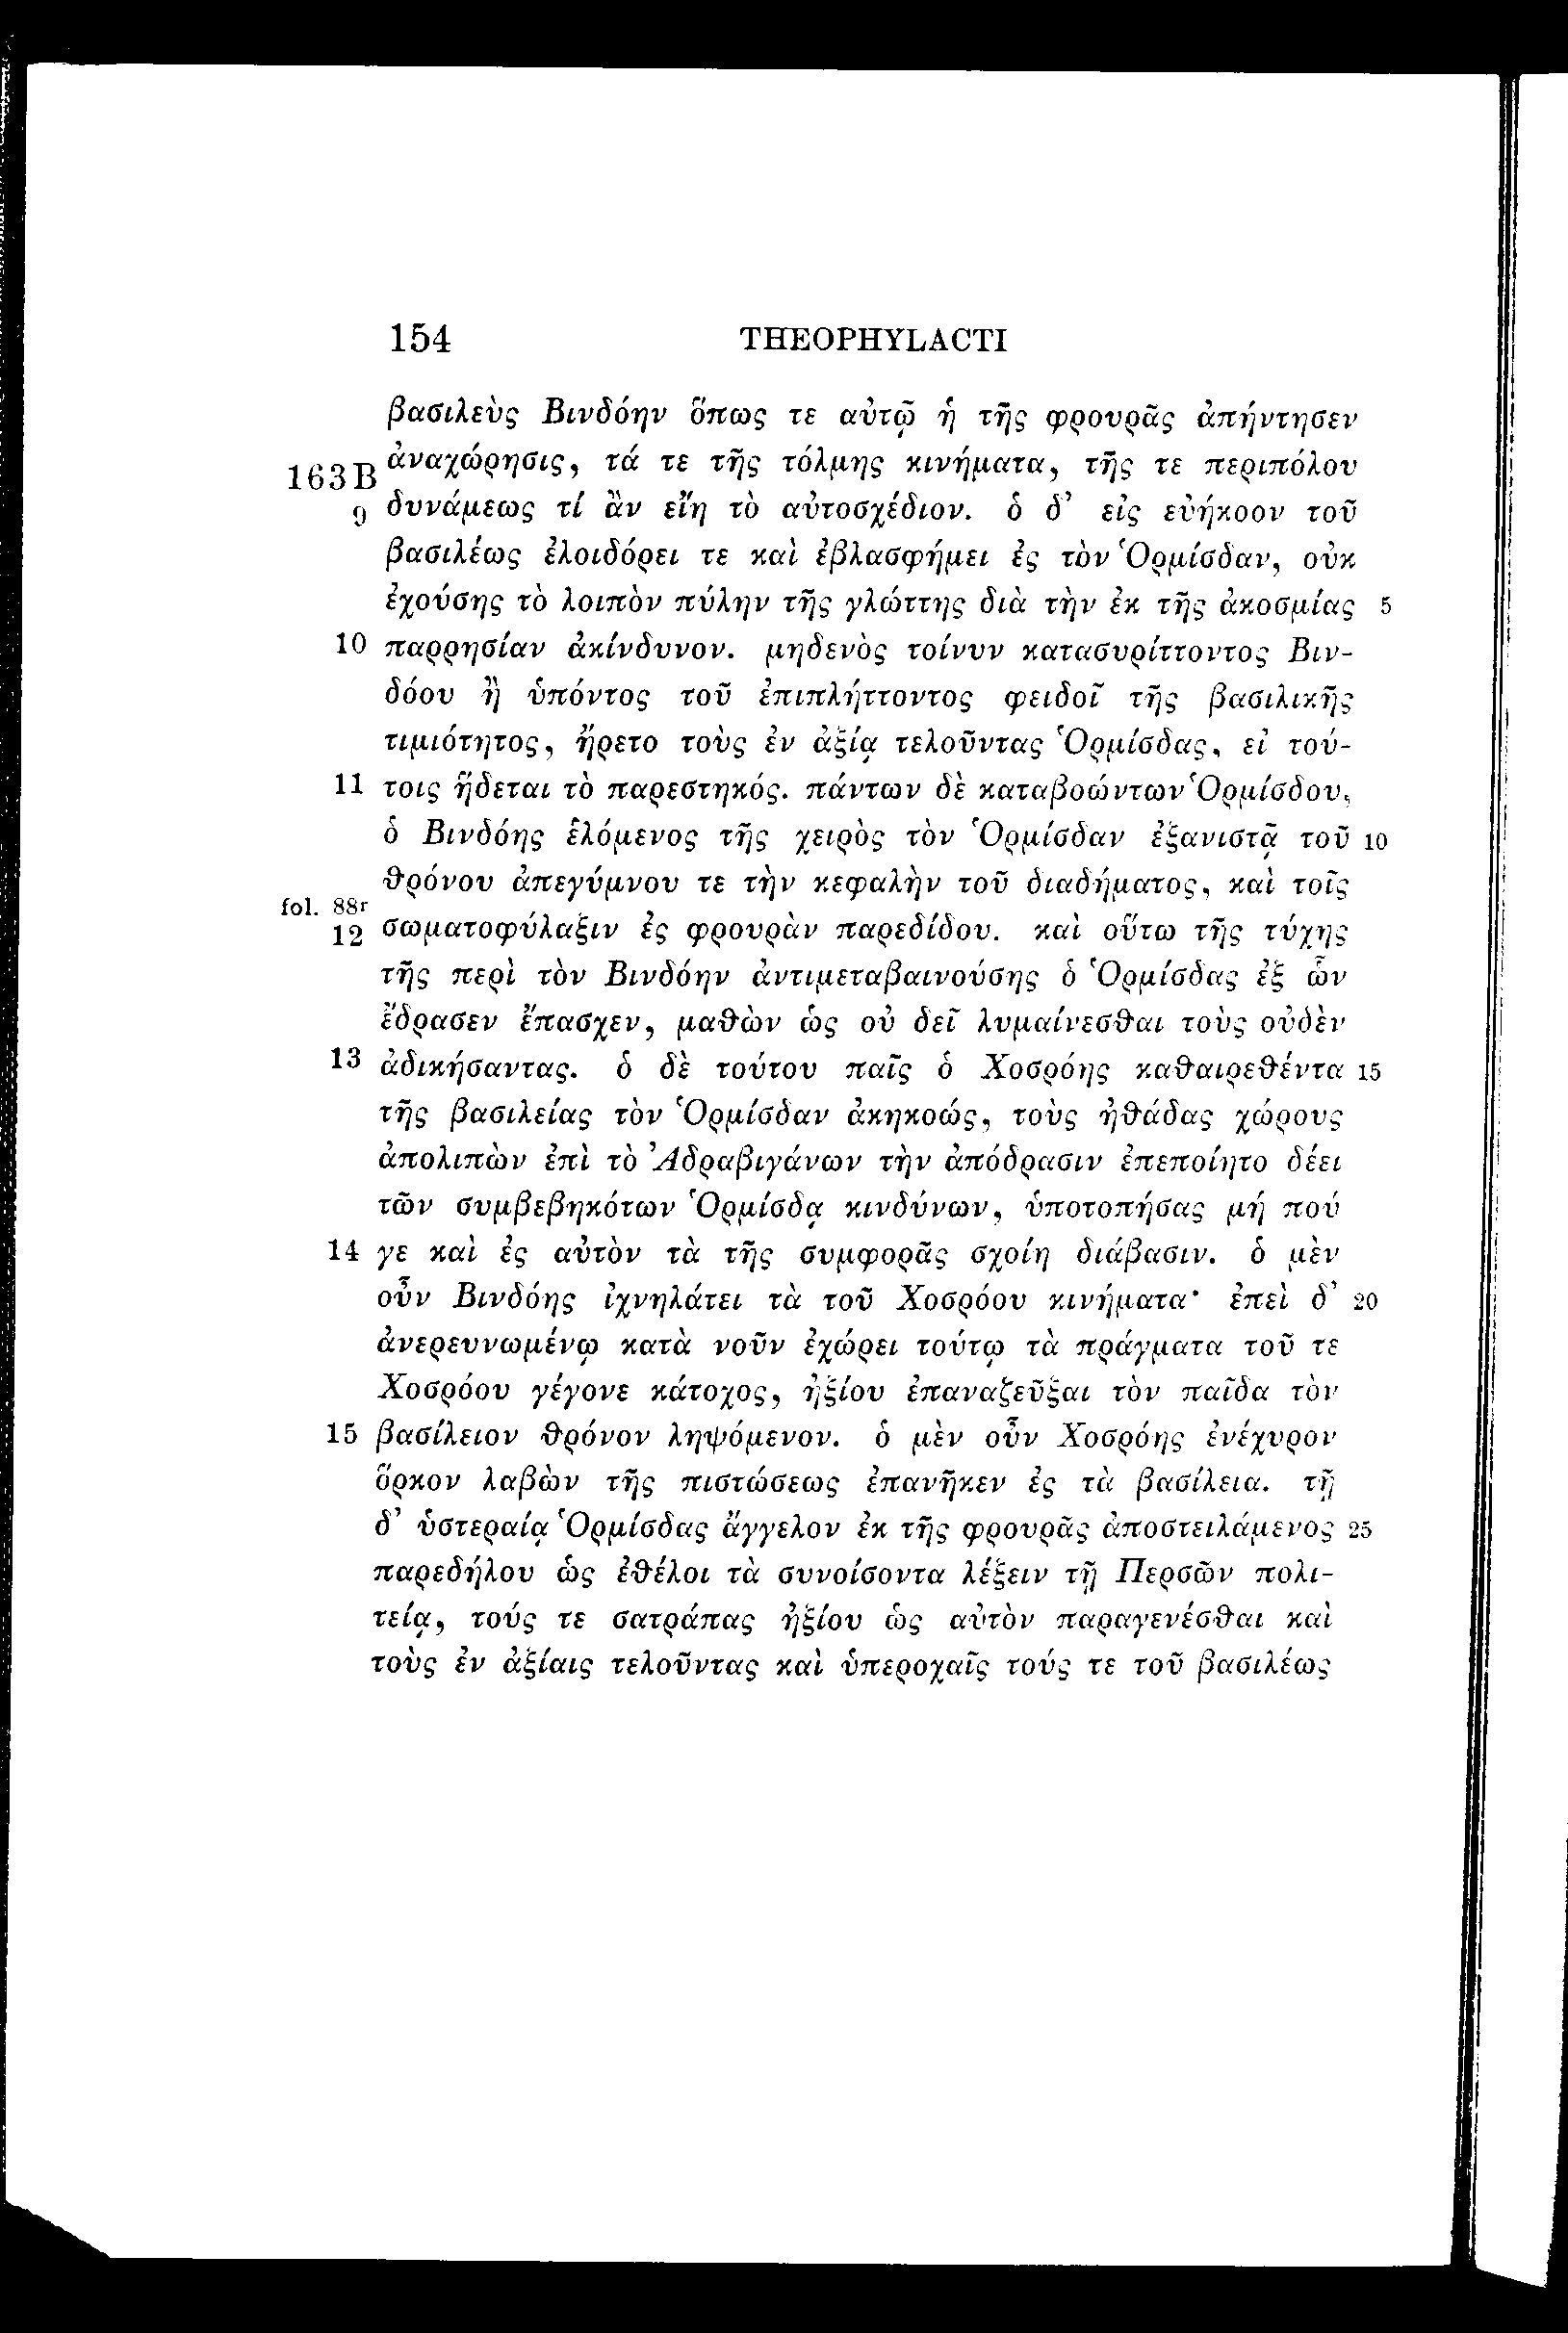 154 THEOPHYLACTI
βασιλεὺς Βινδόην ὅπως τε αὐτῷ ἡ τῆς φρουρᾶς ἀπήντησεν
163 B ἀναχώρησις, τά τε τῆς τόλμης κινήματα, τῆς τε περιπόλου
9 δυνάμεως τί ἂν εἴη τὸ αὐτοσχέδιον. ὁ δ’ εἰς εὐήκοον τοῦ
βασιλέως ἐλοιδόρει τε καὶ ἐβλασφήμει ἐς τὸν Ὁρμίσδαν, οὐκ
ἐχούσης τὸ λοιπὸν πύλην τῆς γλώττης διὰ τὴν ἐκ τῆς ἀκοσμίας 5
10 παρρησίαν ἀκίνδυνον. μηδενὸς τοίνυν κατασυρίττοντος Βιν-
δόου ἢ ὑπόντος τοῦ ἐπιπλήττοντος φειδοῖ τῆς βασιλικῆς
τιμιότητος, ἤρετο τοὺς ἐν ἀξίᾳ τελοῦντας Ὁρμίσδας, εἰ τού-
11 τοις ἥδεται τὸ παρεστηκός. πάντων δὲ καταβοώντων Ὁρμίσδου,
ὁ Βινδόης ἑλόμενος τῆς χειρὸς τὸν Ὁρμίσδαν ἐξανιστᾷ τοῦ 10
θρόνου ἀπεγύμνου τε τὴν κεφαλὴν τοῦ διαδήματος, καὶ τοῖς
fol. 88r
12 σωματοφύλαξιν ἐς φρουρὰν παρεδίδου. καὶ οὕτω τῆς τύχης
τῆς περὶ τὸν Βινδόην ἀντιμεταβαινούσης ὁ Ὁρμίσδας ἐξ ὧν
ἔδρασεν ἔπασχεν, μαθὼν ὡς οὐ δεῖ λυμαίνεσθαι τοὺς οὐδὲν
13 ἀδικήσαντας. ὁ δὲ τούτου παῖς ὁ Χοσρόης καθαιρεθέντα 15
τῆς βασιλείας τὸν Ὁρμίσδαν ἀκηκοώς, τοὺς ἠθάδας χώρους
ἀπολιπὼν ἐπὶ τὸ Ἀδραβιγάνων τὴν ἀπόδρασιν ἐπεποίητο δέει
τῶν συμβεβηκότων Ὁρμίσδᾳ κινδύνων, ὑποτοπήσας μή πού
14 γε καὶ ἐς αὐτὸν τὰ τῆς συμφορᾶς σχοίη διάβασιν. ὁ μὲν
οὖν Βινδόης ἰχνηλάτει τὰ τοῦ Χοσρόου κινήματα· ἐπεὶ δ’ 20
ἀνερευνωμένῳ κατὰ νοῦν ἐχώρει τούτῳ τὰ πράγματα τοῦ τε
Χοσρόου γέγονε κάτοχος, ἠξίου ἐπαναζεῦξαι τὸν παῖδα τὸν
15 βασίλειον θρόνον ληψόμενον. ὁ μὲν οὖν Χοσρόης ἐνέχυρον
ὅρκον λαβὼν τῆς πιστώσεως ἐπανῆκεν ἐς τὰ βασίλεια. τῇ
δ’ ὑστεραίᾳ Ὁρμίσδας ἄγγελον ἐκ τῆς φρουρᾶς ἀποστειλάμενος 25
παρεδήλου ὡς ἐθέλοι τὰ συνοίσοντα λέξειν τῇ Περσῶν πολι-
τείᾳ, τούς τε σατράπας ἠξίου ὡς αὐτὸν παραγενέσθαι καὶ
τοὺς ἐν ἀξίαις τελοῦντας καὶ ὑπεροχαῖς τούς τε τοῦ βασιλέως